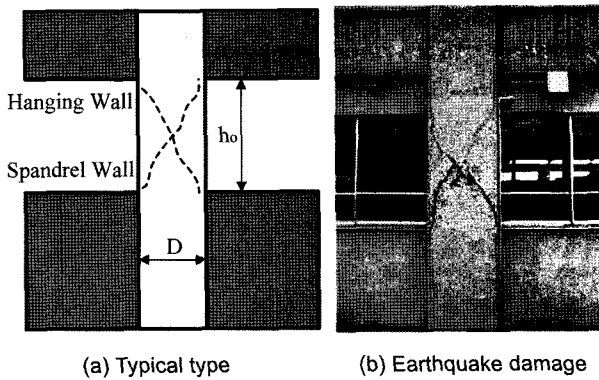 Hanging Wall
ho
Spandrel Wall
D
(a) Typical type
(b) Earthquake damage